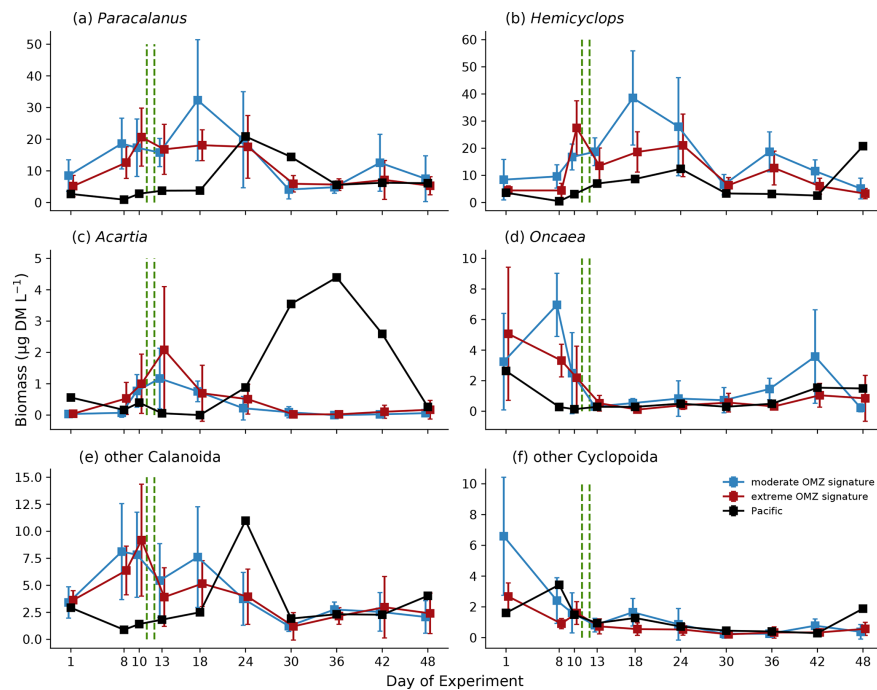 (a) Paracalanus
(b) Hemicyclops
50
40
30
20
10
0
60
50
40
30
20
10
0
(c) Acartia
(d) Oncaea
5
4
3
2
1
0
10
8
6
4
2
0
Biomass (µg DM L⁻¹)
(e) other Calanoida
(f) other Cyclopoida
15.0
12.5
10.0
7.5
5.0
2.5
0.0
10
8
6
4
2
0
moderate OMZ signature
extreme OMZ signature
Pacific
1 8 10 13 18 24 30 36 42 48
1 8 10 13 18 24 30 36 42 48
Day of Experiment